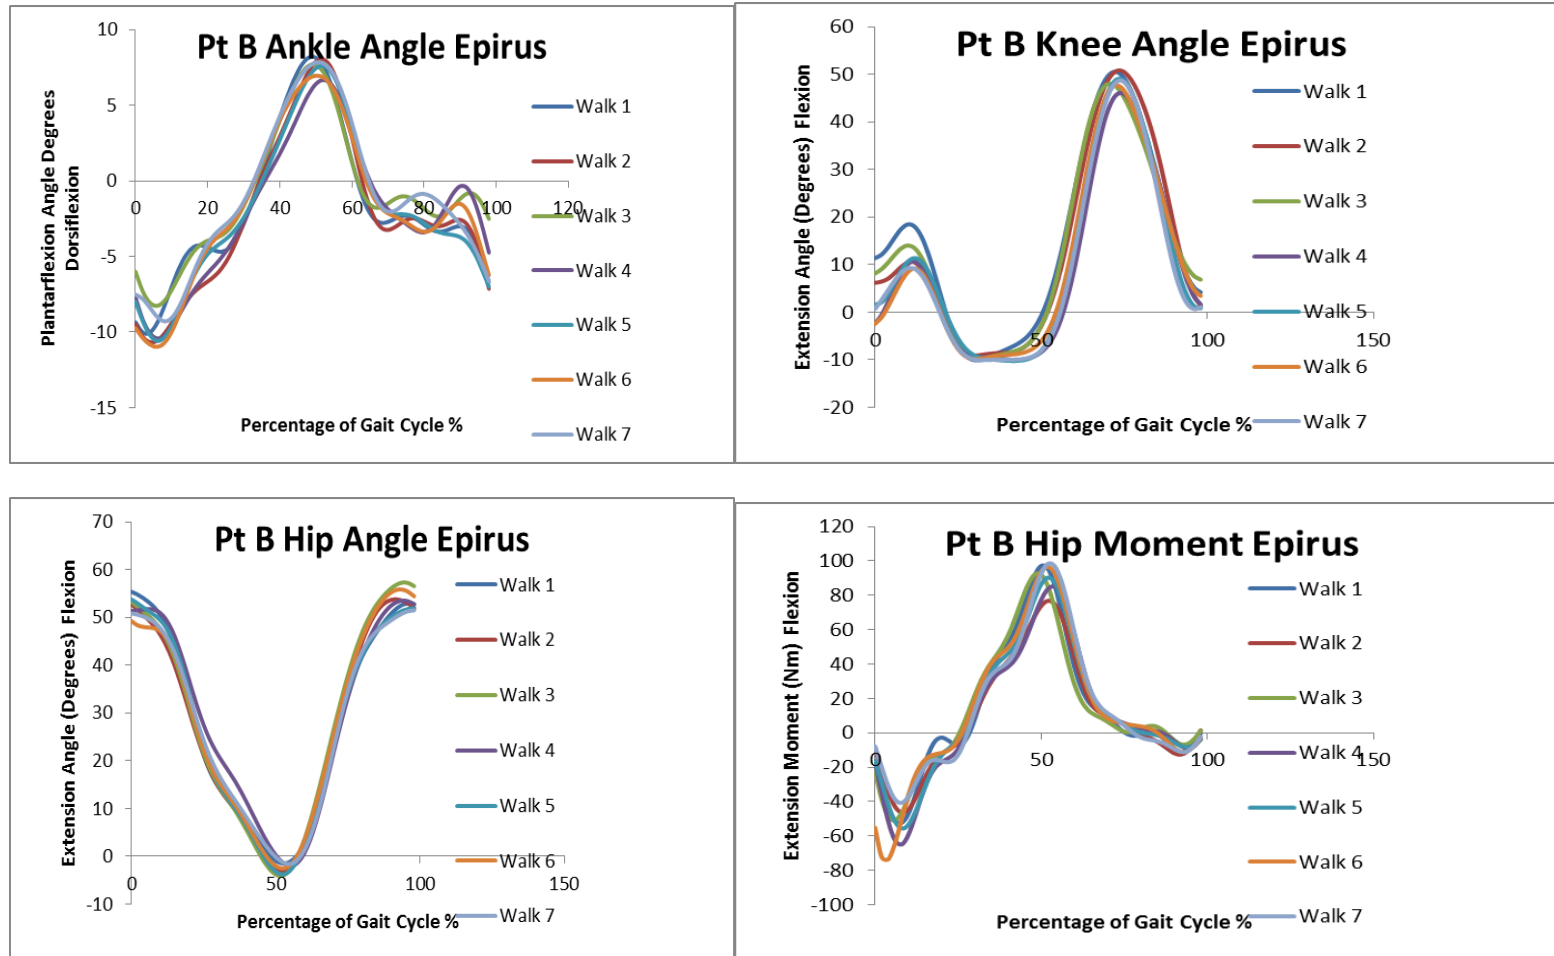 Pt B Ankle Angle Epirus
10
5
0
-5
-10
-15
0
20
40
60
80
100
120
Plantarflexion Angle Degrees
Dorsiflexion
Percentage of Gait Cycle %
Walk 1
Walk 2
Walk 3
Walk 4
Walk 5
Walk 6
Walk 7
Pt B Knee Angle Epirus
60
50
40
30
20
10
0
-10
-20
0
50
100
150
Extension Angle (Degrees) Flexion
Percentage of Gait Cycle %
Walk 1
Walk 2
Walk 3
Walk 4
Walk 5
Walk 6
Walk 7
Pt B Hip Angle Epirus
70
60
50
40
30
20
10
0
-10
0
50
100
150
Extension Angle (Degrees) Flexion
Percentage of Gait Cycle%
Walk 1
Walk 2
Walk 3
Walk 4
Walk 5
Walk 6
Walk 7
Pt B Hip Moment Epirus
120
100
80
60
40
20
0
-20
-40
-60
-80
-100
0
50
100
150
Extension Moment (Nm) Flexion
Percentage of Gait Cycle %
Walk 1
Walk 2
Walk 3
Walk 4
Walk 5
Walk 6
Walk 7